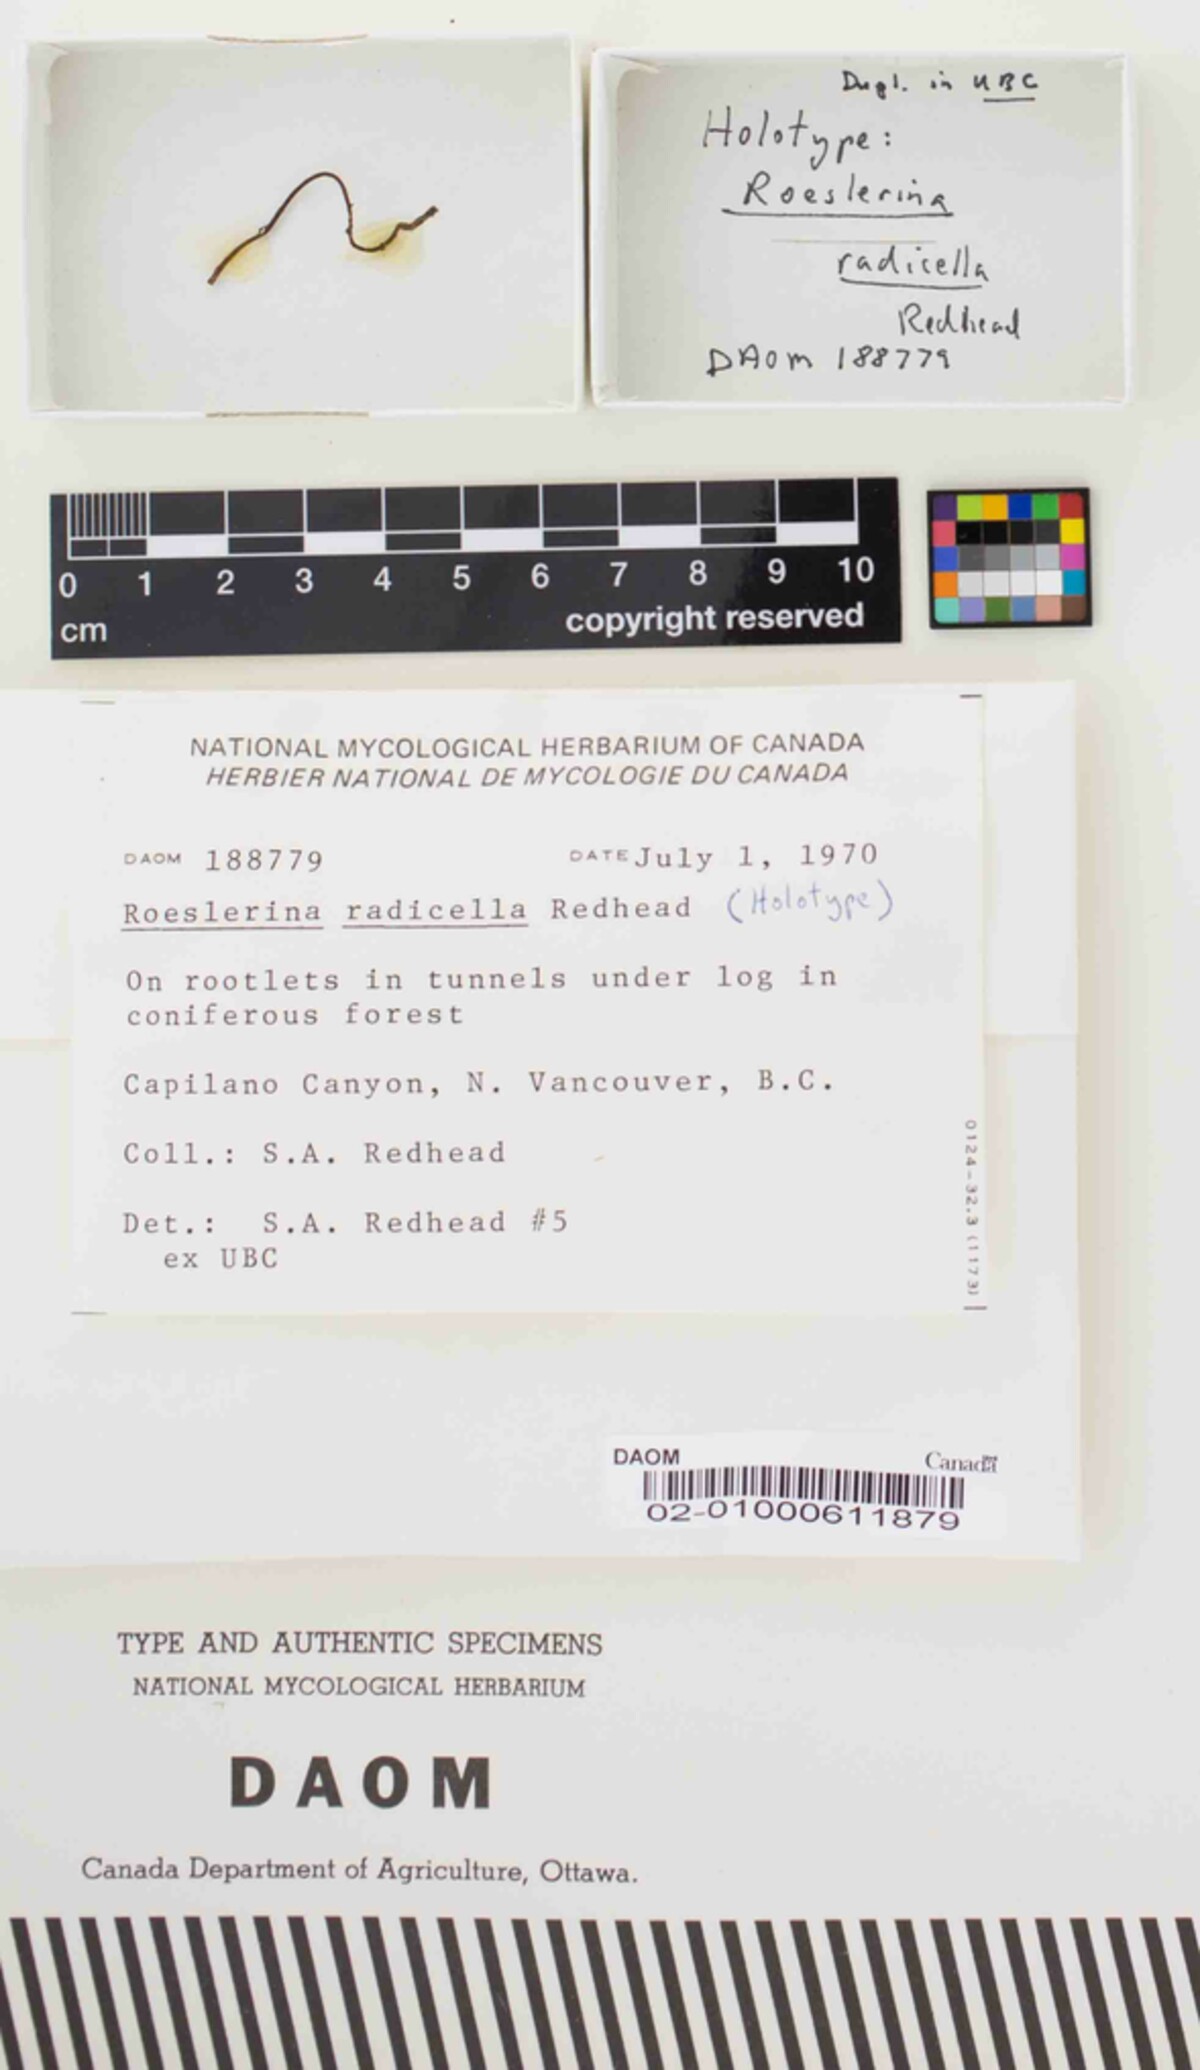 Dupl. in UBC
Holotype:
Roeslerina
radicella
Redhead
DAOM 188779
0 1 2 3 4 5 6 7 8 9 10
cm copyright reserved
NATIONAL MYCOLOGICAL HERBARIUM OF CANADA
HERBIER NATIONAL DE MYCOLOGIE DU CANADA
DAOM 188779 DATE July 1, 1970
Roeslerina radicella Redhead (Holotype)
On rootlets in tunnels under log in
coniferous forest
Capilano Canyon, N. Vancouver, B.C.
Coll.: S.A. Redhead
Det.: S.A. Redhead #5
ex UBC
0124-32.3 (1173)
DAOM Canada
02-01000611879
TYPE AND AUTHENTIC SPECIMENS
NATIONAL MYCOLOGICAL HERBARIUM
DAOM
Canada Department of Agriculture, Ottawa.